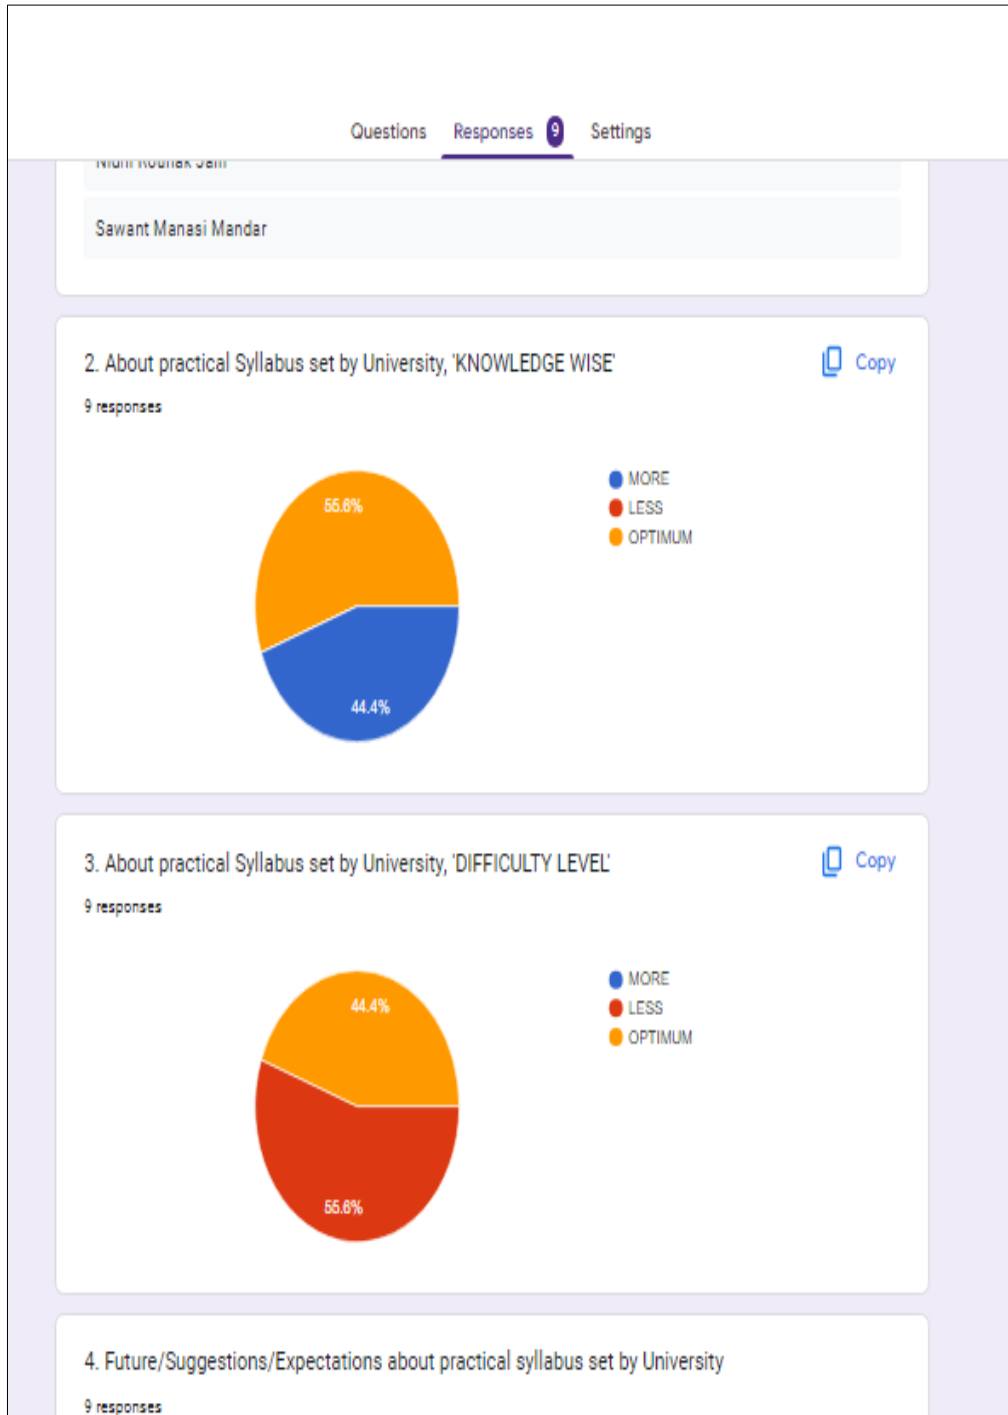 Questions Responses 9 Settings
Sawant Manasi Mandar
2. About practical Syllabus set by University, 'KNOWLEDGE WISE'
Copy
9 responses
MORE
LESS
OPTIMUM
55.6%
44.4%
3. About practical Syllabus set by University, 'DIFFICULTY LEVEL'
Copy
9 responses
MORE
LESS
OPTIMUM
44.4%
55.6%
4. Future/Suggestions/Expectations about practical syllabus set by University
9 responses